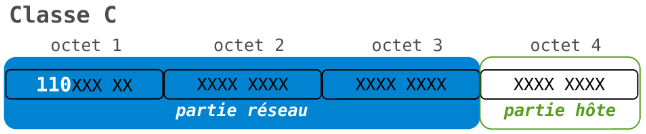 Classe C
octet 1 octet 2 octet 3 octet 4
110XXX XX XXXX XXXX XXXX XXXX XXXX XXXX
partie réseau partie hôte